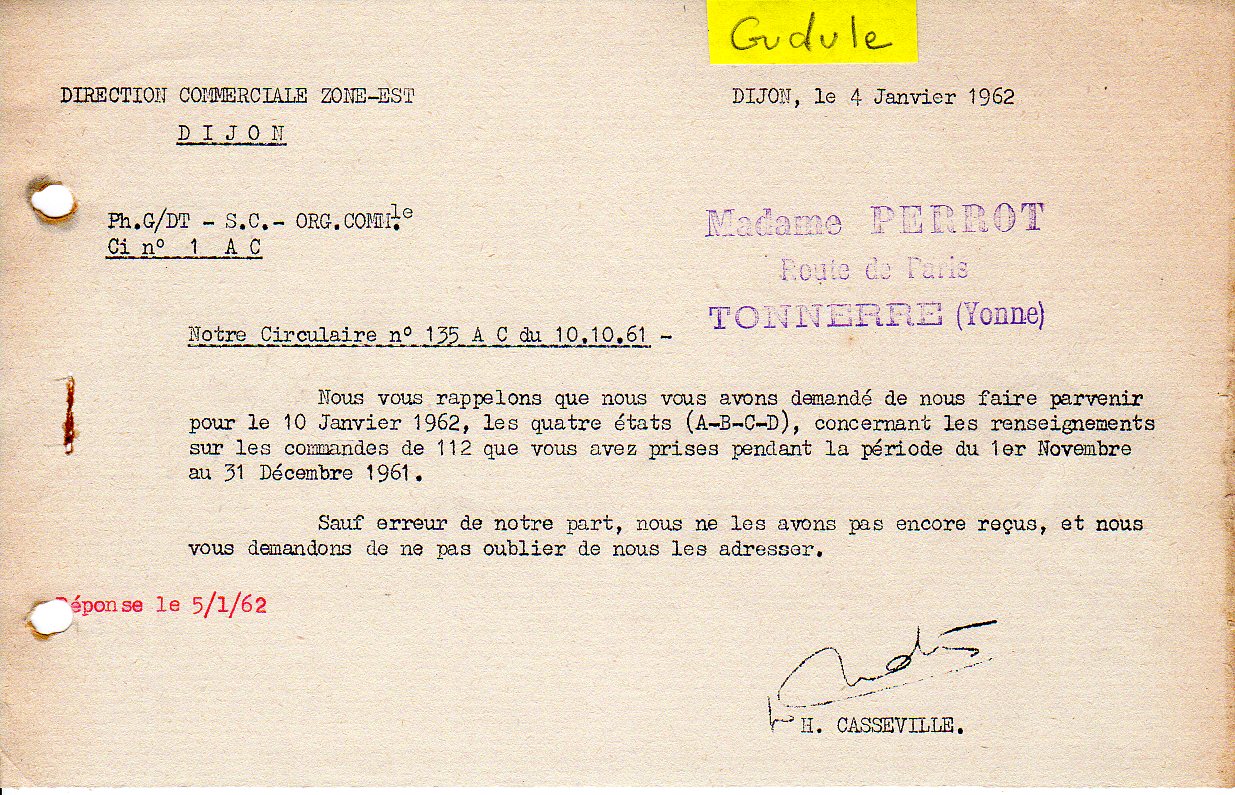 Gudule
DIRECTION COMMERCIALE ZONE-EST
DIJON, le 4 Janvier 1962
D I J O N
Ph.G/DT - S.C.- ORG.COMM.le
Ci n° 1 A C
Madame PERROT
Route de Paris
TONNERRE (Yonne)
Notre Circulaire n° 135 A C du 10.10.61 -
Nous vous rappelons que nous vous avons demandé de nous faire parvenir
pour le 10 Janvier 1962, les quatre états (A-B-C-D), concernant les renseignements
sur les commandes de 112 que vous avez prises pendant la période du 1er Novembre
au 31 Décembre 1961.
Sauf erreur de notre part, nous ne les avons pas encore reçus, et nous
vous demandons de ne pas oublier de nous les adresser.
Réponse le 5/1/62
H. CASSEVILLE.